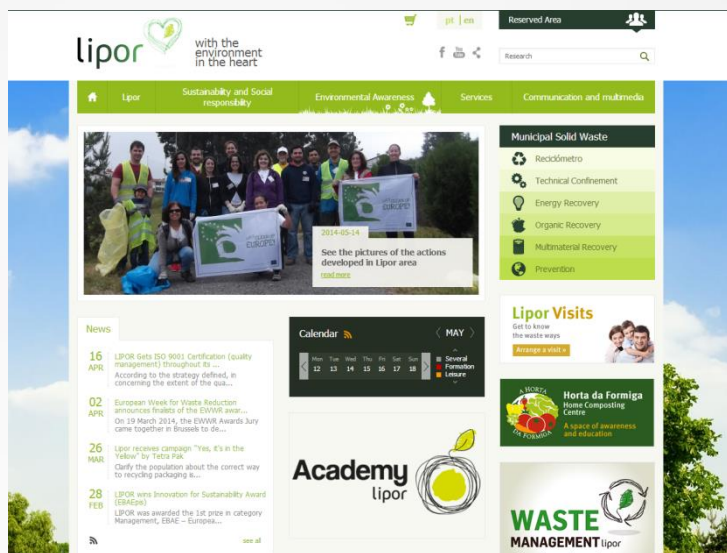 lipor
with the
environment
in the heart
pt | en
Reserved Area
f You Tube
Research
Lipor
Sustainability and Social
responsibility
Environmental Awareness
Services
Communication and multimedia
EUROPE!
2014-05-14
See the pictures of the actions
developed in Lipor area
read more
Municipal Solid Waste
Reciclómetro
Technical Confinement
Energy Recovery
Organic Recovery
Multimaterial Recovery
Prevention
News
16
APR
LIPOR Gets ISO 9001 Certification (quality
management) throughout its ...
According to the strategy defined, in
concerning the extent of the qua...
02
APR
European Week for Waste Reduction
announces finalists of the EWWR awar...
On 19 March 2014, the EWWR Awards Jury
came together in Brussels to de...
26
MAR
Lipor receives campaign "Yes, it's in the
Yellow" by Tetra Pak
Clarify the population about the correct way
to recycling packaging is...
28
FEB
LIPOR wins Innovation for Sustainability Award
(EBAEpis)
LIPOR was awarded the 1st prize in category
Management, EBAE – Europea...
see all
Calendar
〈 MAY 〉
Mon Tue Wed Thu Fri Sat Sun
12 13 14 15 16 17 18
Several
Formation
Leisure
Academy
lipor
Lipor Visits
Get to know
the waste ways
Arrange a visit »
A HORTA
DA FORMIGA
Horta da Formiga
Home Composting
Centre
A space of awareness
and education
WASTE
MANAGEMENT lipor